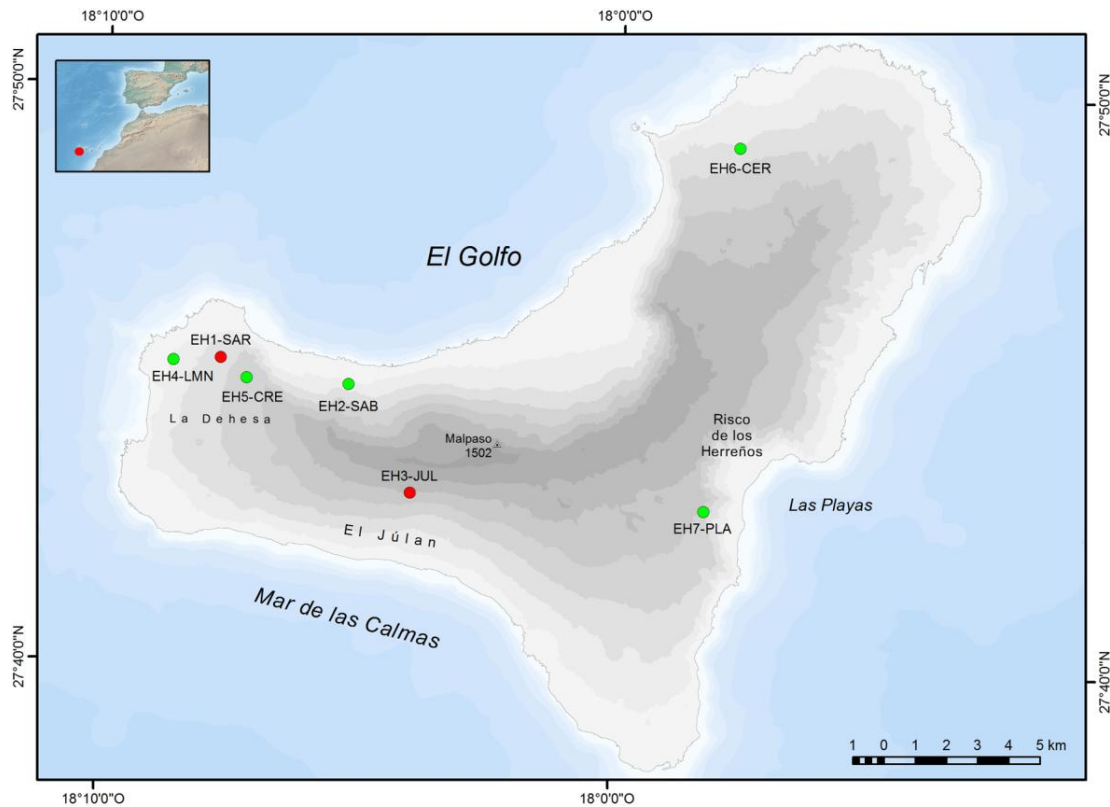 18°10'0"O
18°0'0"O
27°50'0"N
27°50'0"N
EH6-CER
El Golfo
EH1-SAR
EH4-LMN
EH5-CRE
EH2-SAB
La Dehesa
Malpaso
1502
Risco
de los
Herreños
EH3-JUL
Las Playas
EH7-PLA
El Júlan
Mar de las Calmas
27°40'0"N
27°40'0"N
1 0 1 2 3 4 5 km
18°10'0"O
18°0'0"O